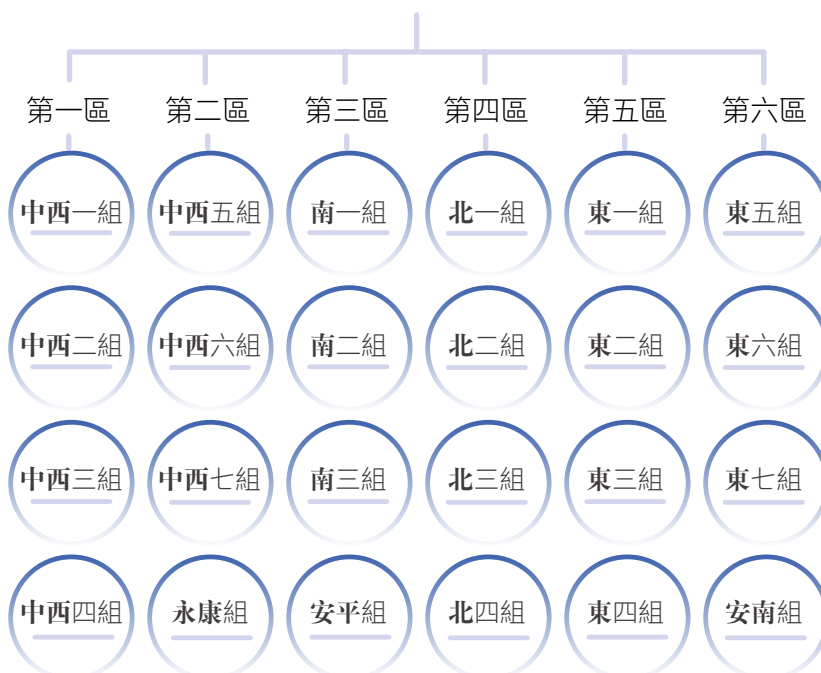 第一區 第二區 第三區 第四區 第五區 第六區
中西一組 中西五組 南一組 北一組 東一組 東五組
中西二組 中西六組 南二組 北二組 東二組 東六組
中西三組 中西七組 南三組 北三組 東三組 東七組
中西四組 永康組 安平組 北四組 東四組 安南組